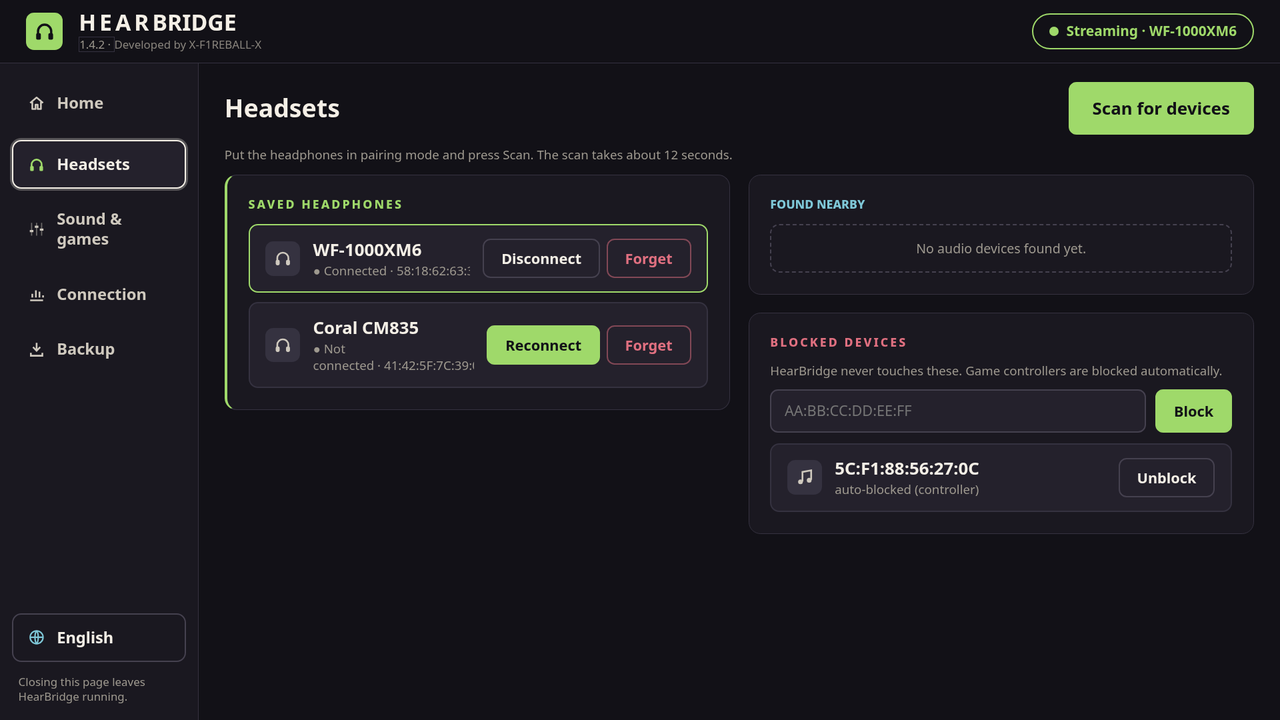 HEARBRIDGE
1.4.2 · Developed by X-F1REBALL-X
Streaming · WF-1000XM6
Home
Headsets
Sound &
games
Connection
Backup
English
Closing this page leaves
HearBridge running.
Headsets
Scan for devices
Put the headphones in pairing mode and press Scan. The scan takes about 12 seconds.
SAVED HEADPHONES
WF-1000XM6
● Connected · 58:18:62:63:
Disconnect
Forget
Coral CM835
● Not
connected · 41:42:5F:7C:39:
Reconnect
Forget
FOUND NEARBY
No audio devices found yet.
BLOCKED DEVICES
HearBridge never touches these. Game controllers are blocked automatically.
AA:BB:CC:DD:EE:FF
Block
5C:F1:88:56:27:0C
auto-blocked (controller)
Unblock